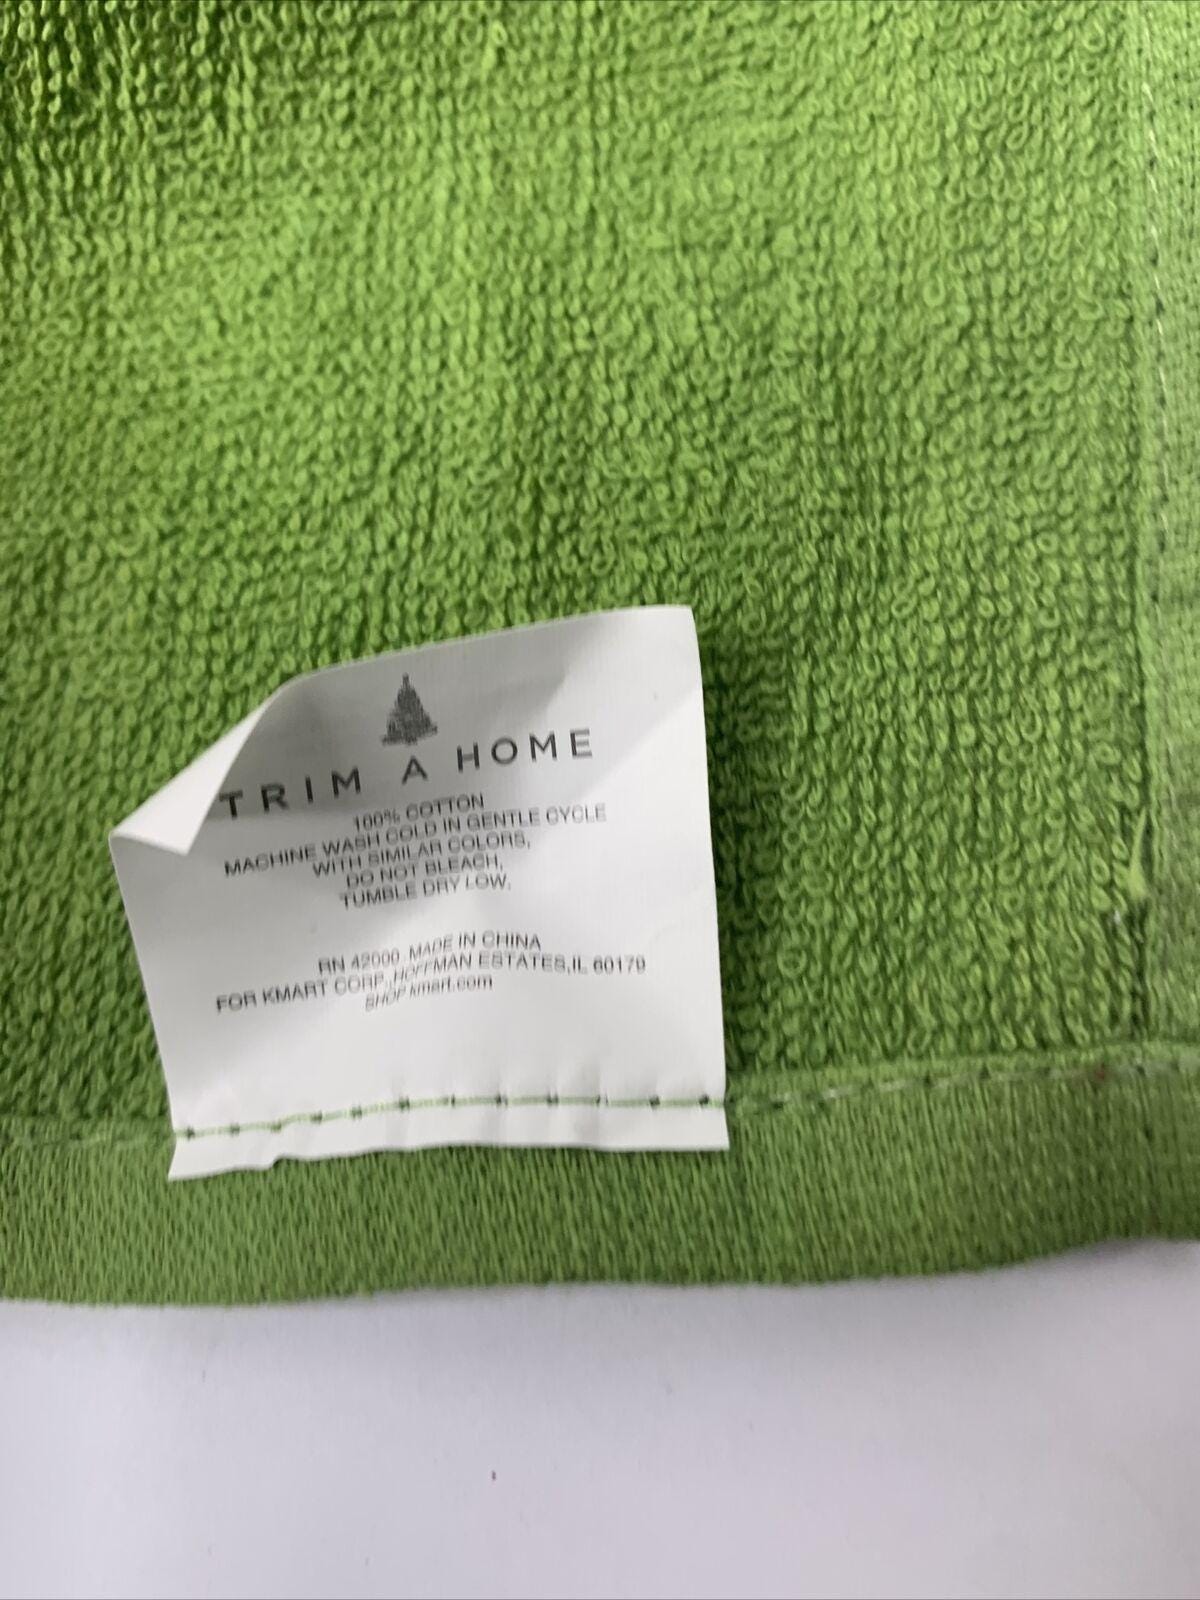 TRIM A HOME
100% COTTON
MACHINE WASH COLD IN GENTLE CYCLE
WITH SIMILAR COLORS,
DO NOT BLEACH,
TUMBLE DRY LOW.
RN 42000 MADE IN CHINA
FOR KMART CORP, HOFFMAN ESTATES,IL 60179
SHOP kmart.com